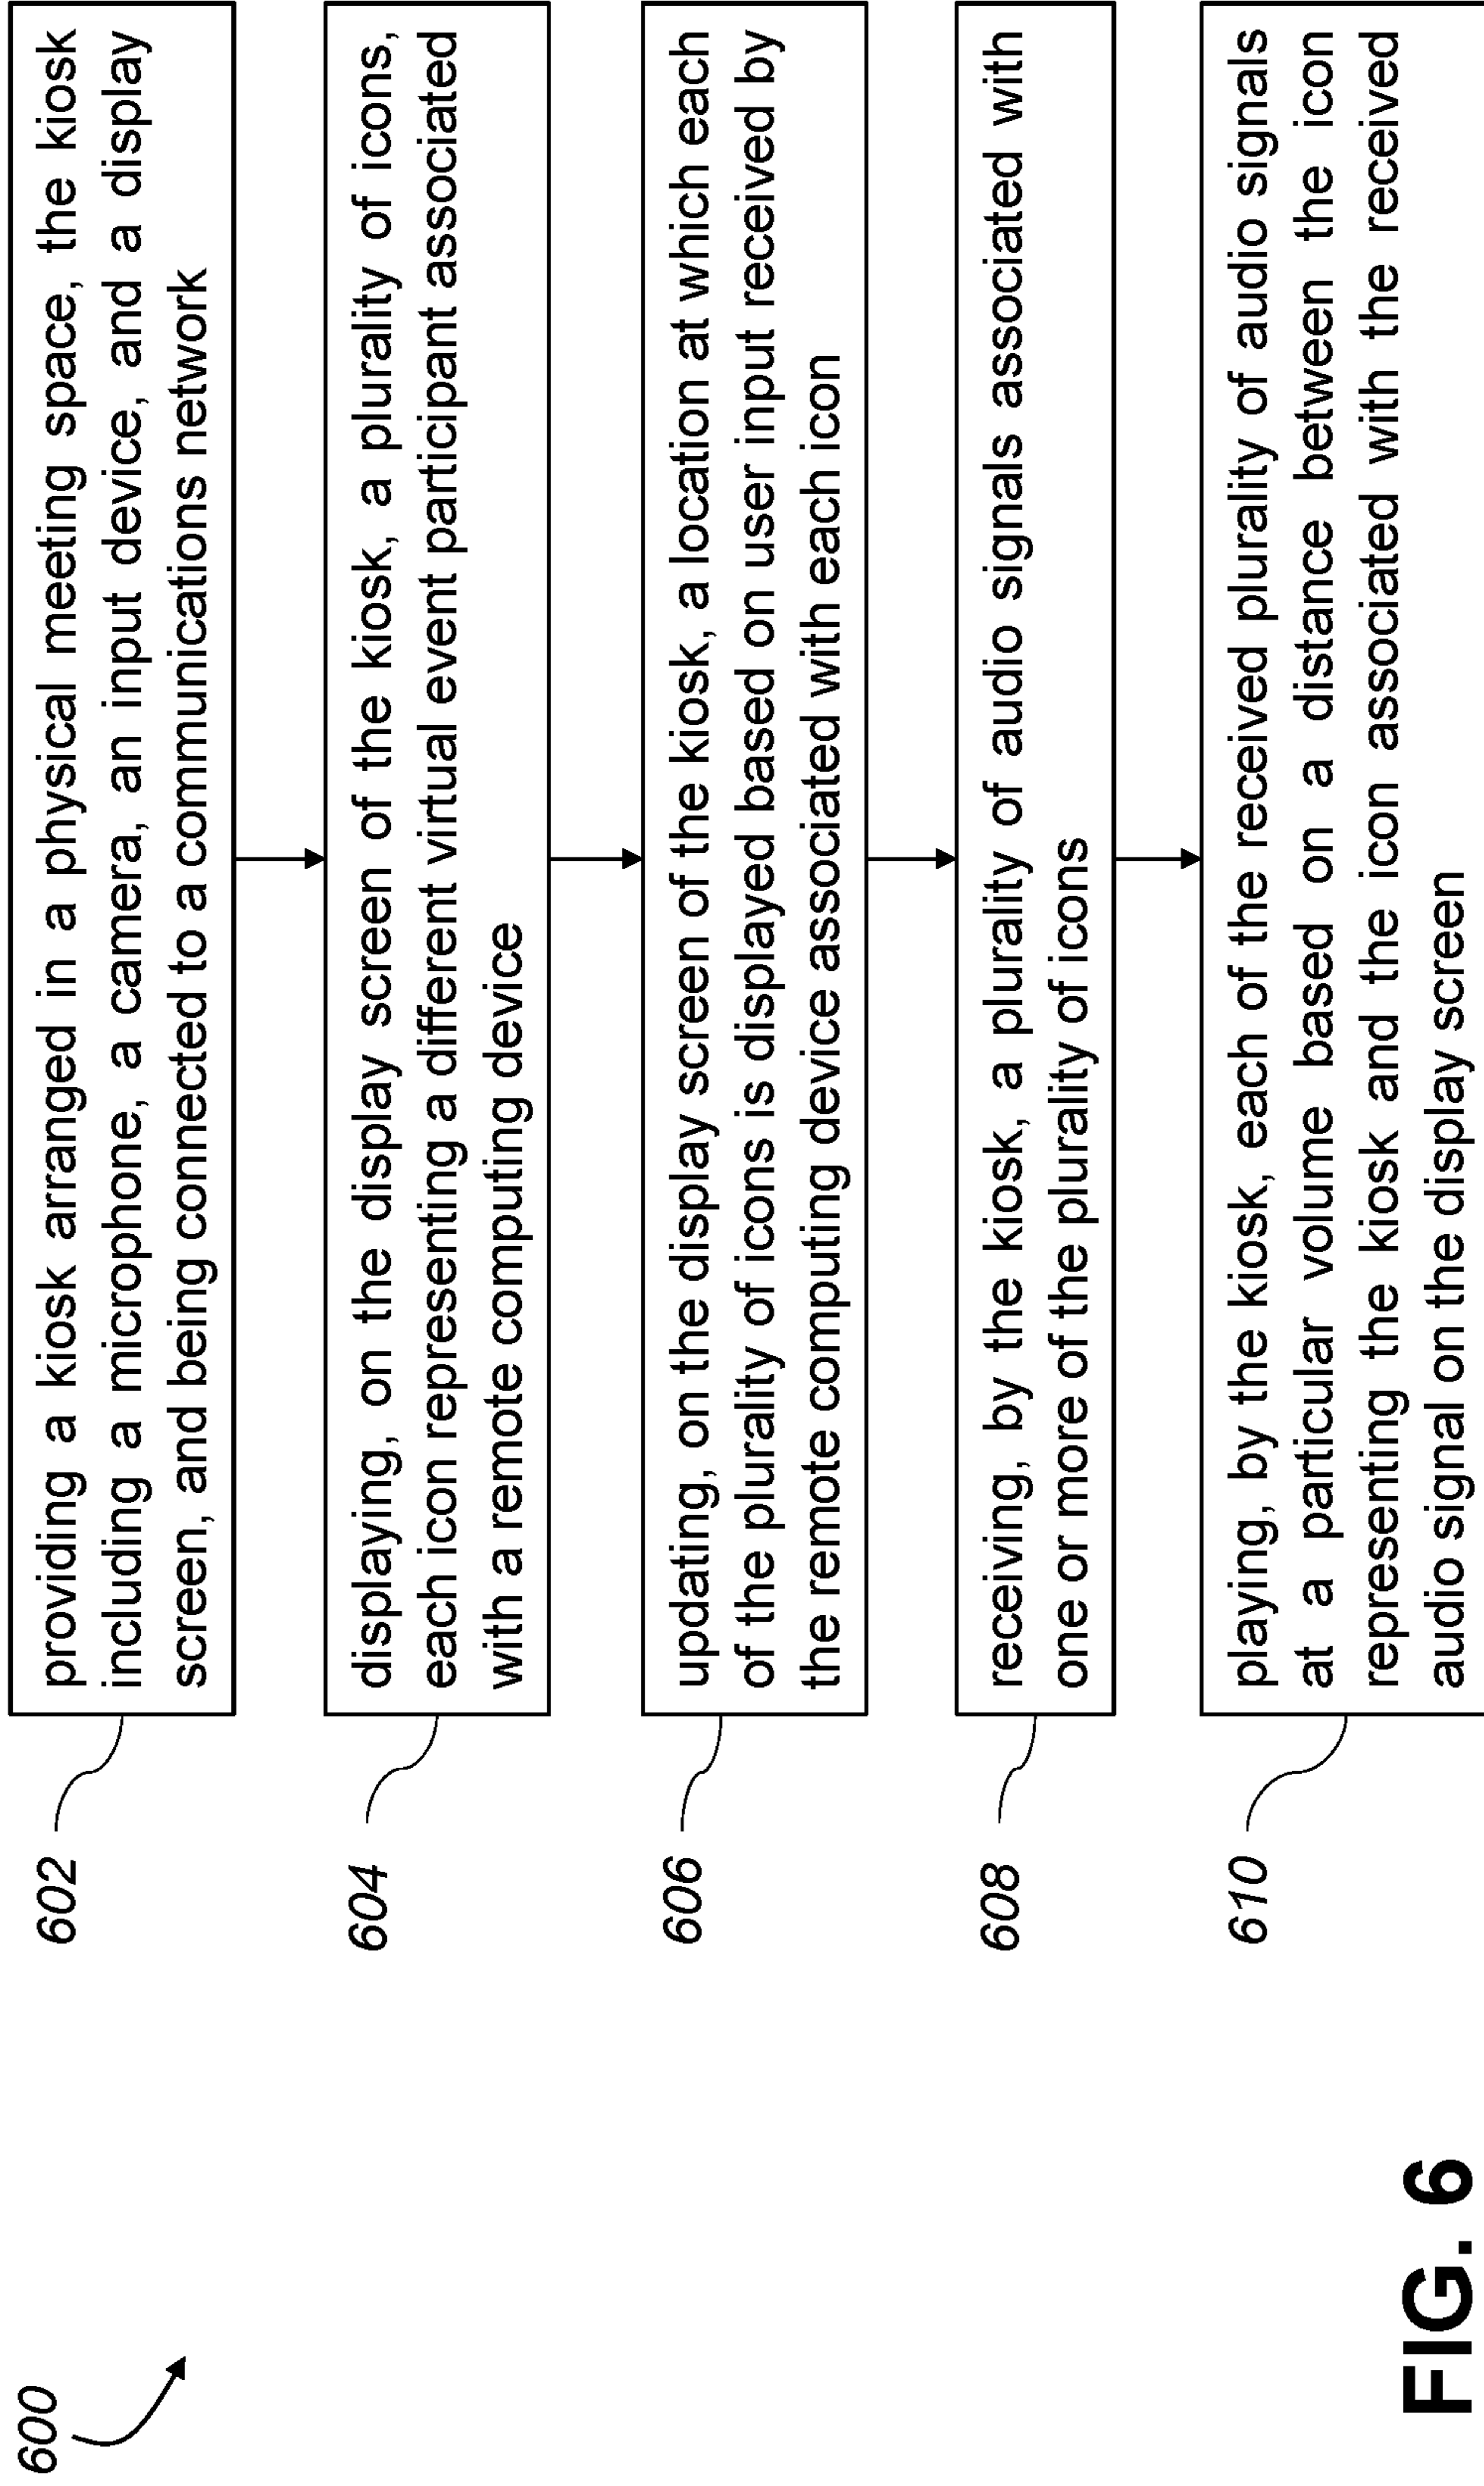 600
602
providing a kiosk arranged in a physical meeting space, the kiosk
including a microphone, a camera, an input device, and a display
screen, and being connected to a communications network
604
displaying, on the display screen of the kiosk, a plurality of icons,
each icon representing a different virtual event participant associated
with a remote computing device
606
updating, on the display screen of the kiosk, a location at which each
of the plurality of icons is displayed based on user input received by
the remote computing device associated with each icon
608
receiving, by the kiosk, a plurality of audio signals associated with
one or more of the plurality of icons
610
playing, by the kiosk, each of the received plurality of audio signals
at a particular volume based on a distance between the icon
representing the kiosk and the icon associated with the received
audio signal on the display screen
FIG. 6